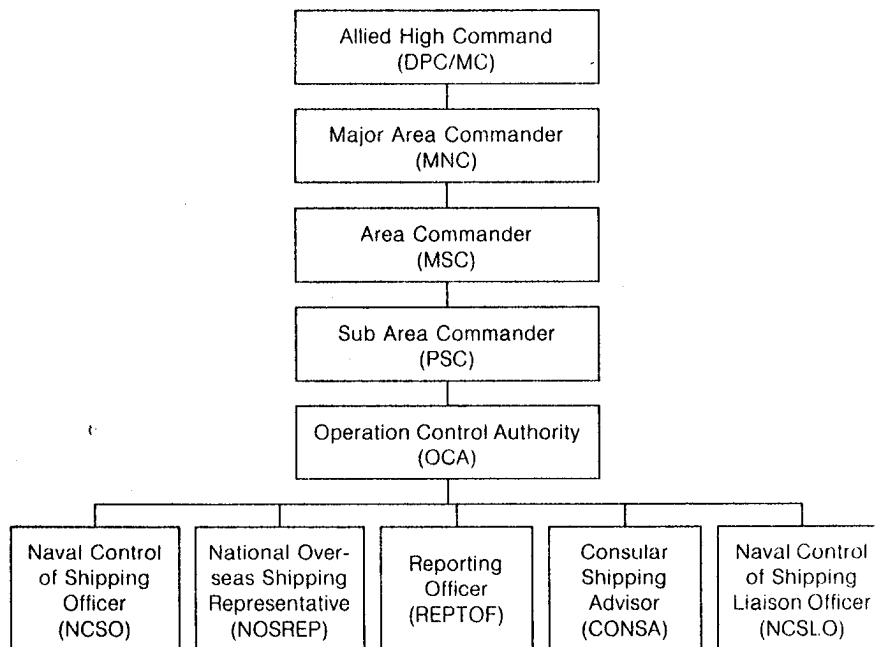 Allied High Command
(DPC/MC)
Major Area Commander
(MNC)
Area Commander
(MSC)
Sub Area Commander
(PSC)
Operation Control Authority
(OCA)
Naval Control
of Shipping
Officer
(NCSO)
National Over-
seas Shipping
Representative
(NOSREP)
Reporting
Officer
(REPTOF)
Consular
Shipping
Advisor
(CONSA)
Naval Control
of Shipping
Liaison Officer
(NCSLO)